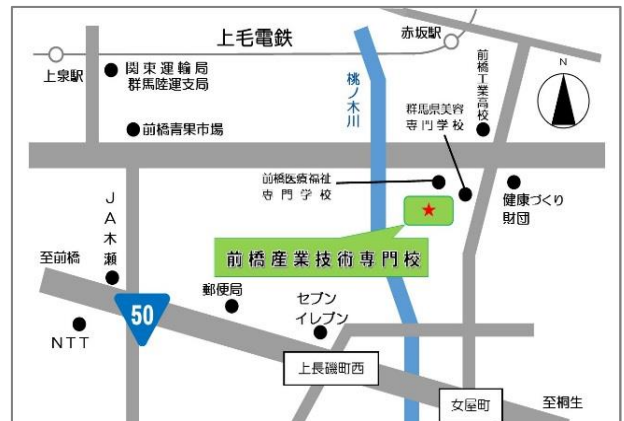 上毛電鉄
赤坂駅
上泉駅
関東運輸局
群馬陸運支局
桃ノ木川
前橋工業高校
N
群馬県美容
専門学校
前橋青果市場
前橋医療福祉
専門学校
健康づくり
財団
JA木瀬
★
前橋産業技術専門校
至前橋
50
郵便局
セブン
イレブン
NTT
上長磯町西
女屋町
至桐生